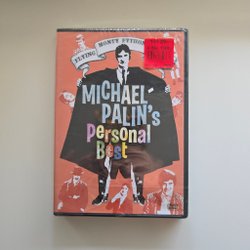 FLYING MONTY PYTHON'S
MICHAEL
PALIN'S
Personal
Best